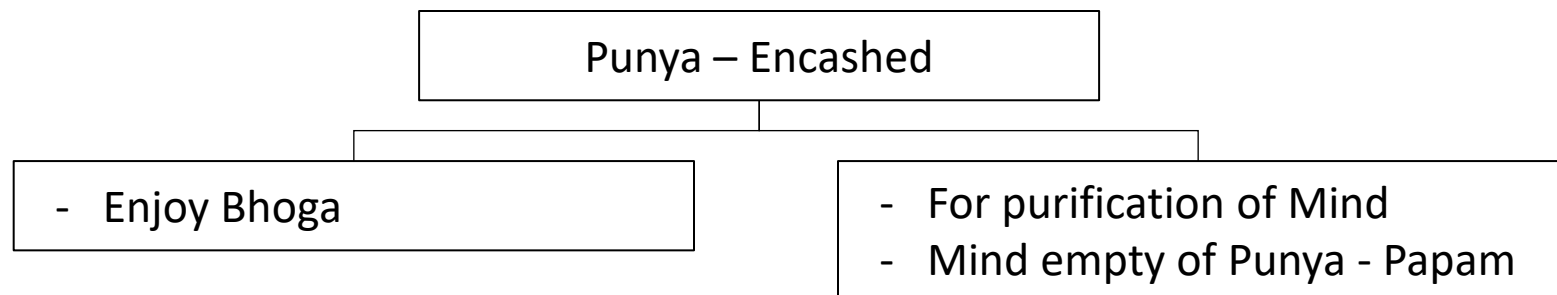 Punya – Encashed
- Enjoy Bhoga
- For purification of Mind
- Mind empty of Punya - Papam